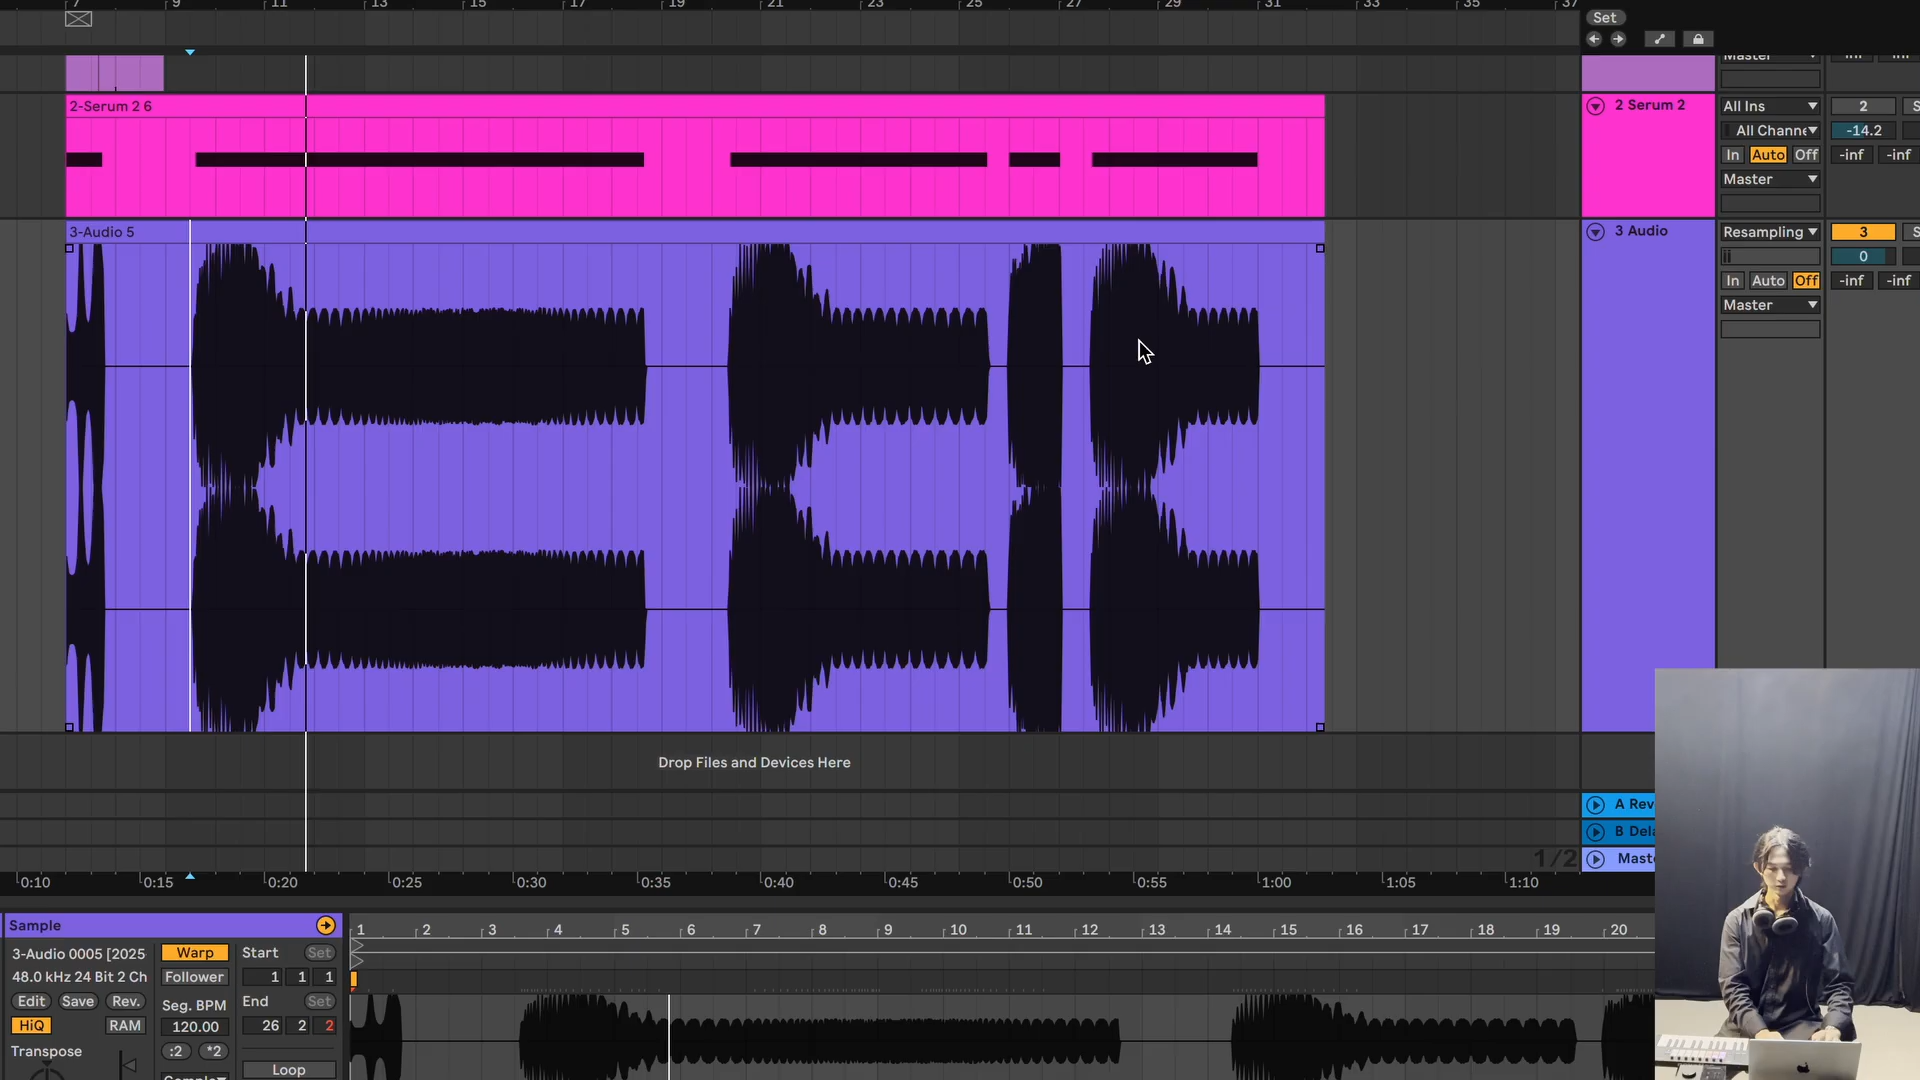 7 9 11 13 15 17 19 21 23 25 27 29 31 33 35 37
Set
Master
2-Serum 2 6
2 Serum 2
All Ins
2
S
All Channe
-14.2
In Auto Off
-inf -inf
Master
3-Audio 5
3 Audio
Resampling
3
S
ii
0
In Auto Off
-inf -inf
Master
Drop Files and Devices Here
A Rev
B Dela
1/2
Maste
0:10 0:15 0:20 0:25 0:30 0:35 0:40 0:45 0:50 0:55 1:00 1:05 1:10
Sample
1 2 3 4 5 6 7 8 9 10 11 12 13 14 15 16 17 18 19 20
3-Audio 0005 [2025
Warp
Start
Set
48.0 kHz 24 Bit 2 Ch
Follower
1 1 1
Edit Save Rev.
Seg. BPM
End
Set
HiQ
RAM
120.00
26 2 2
Transpose
:2 *2
Loop